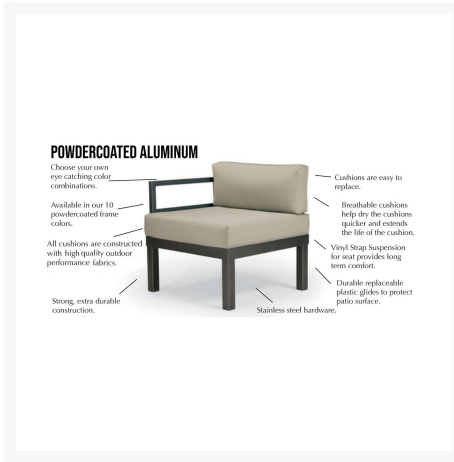 POWDERCOATED ALUMINUM
Choose your own
eye catching color
combinations.
Available in our 10
powdercoated frame
colors.
All cushions are constructed
with high quality outdoor
performance fabrics.
Strong, extra durable
construction.
Cushions are easy to
replace.
Breathable cushions
help dry the cushions
quicker and extends
the life of the cushion.
Vinyl Strap Suspension
for seat provides long
term comfort.
Durable replaceable
plastic glides to protect
patio surface.
Stainless steel hardware.